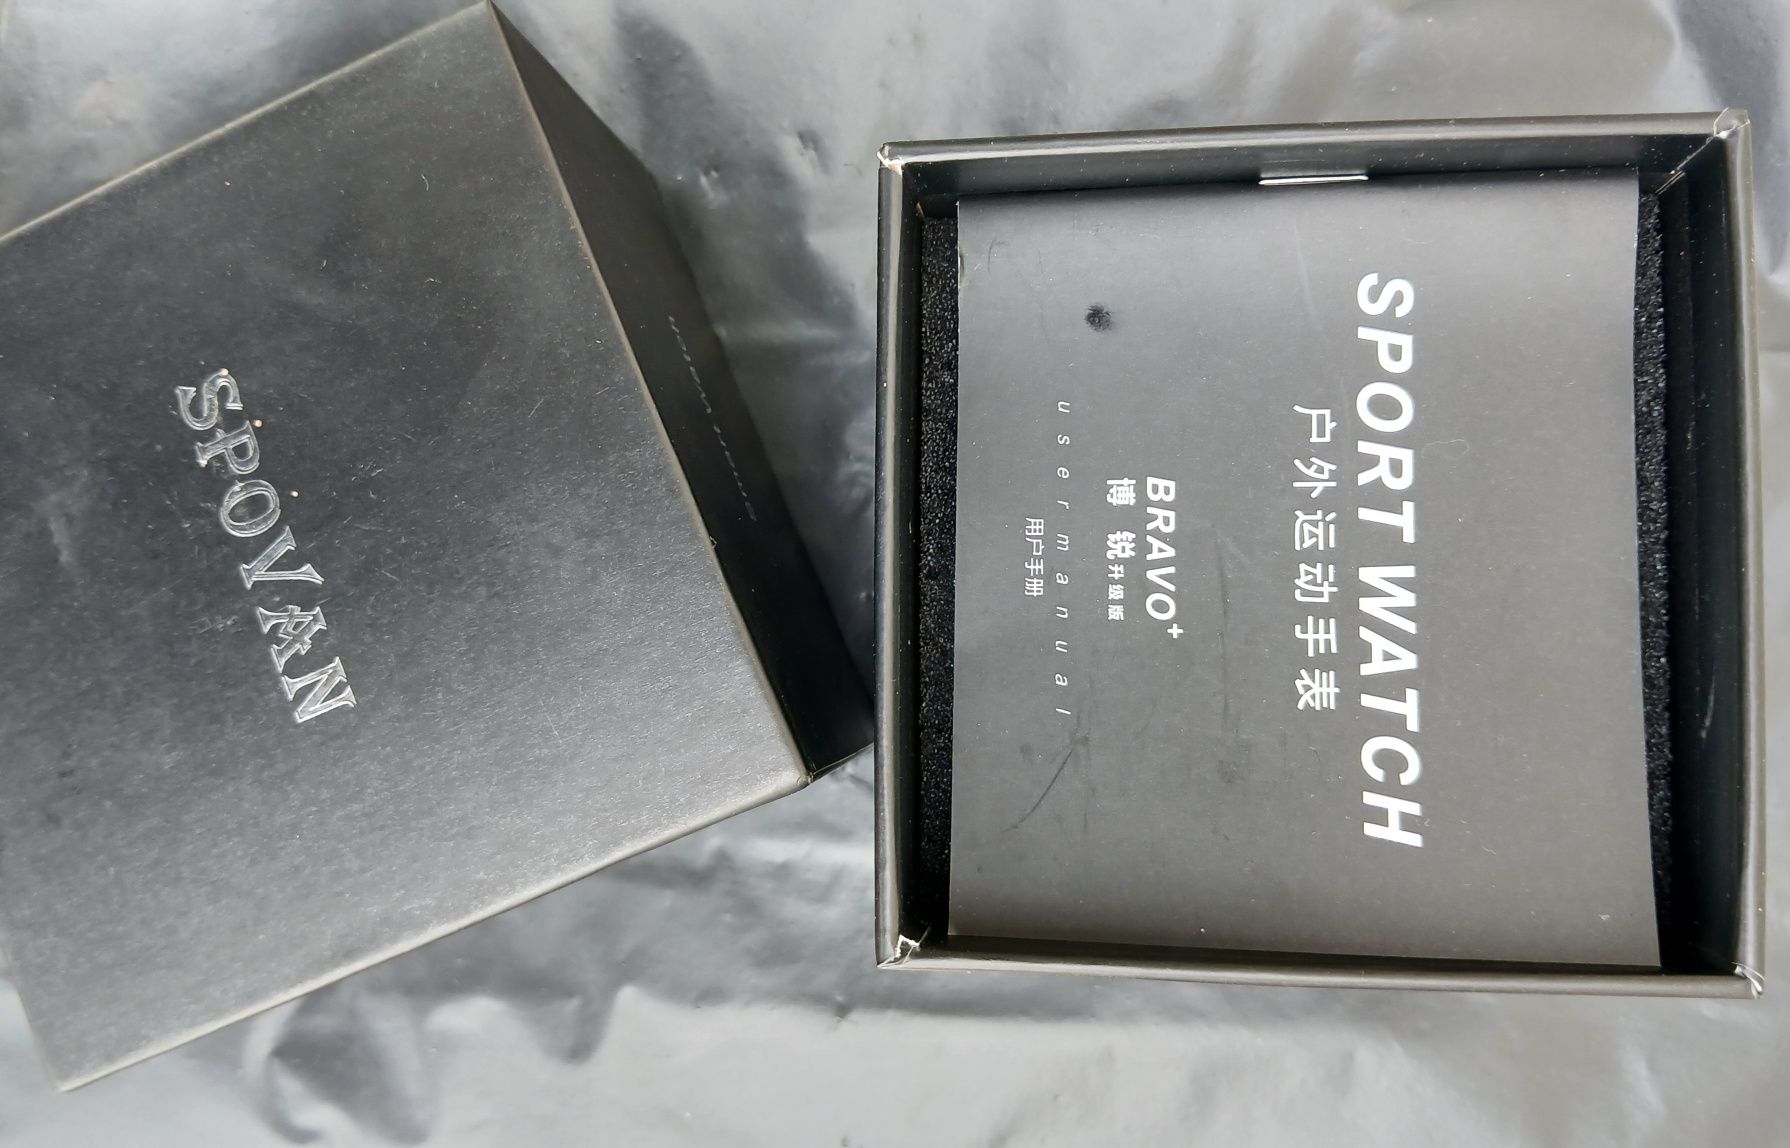 SPOVAN
SPORT WATCH
户外运动手表
BRAVO+
博 锐 升级版
user manual
用户手册